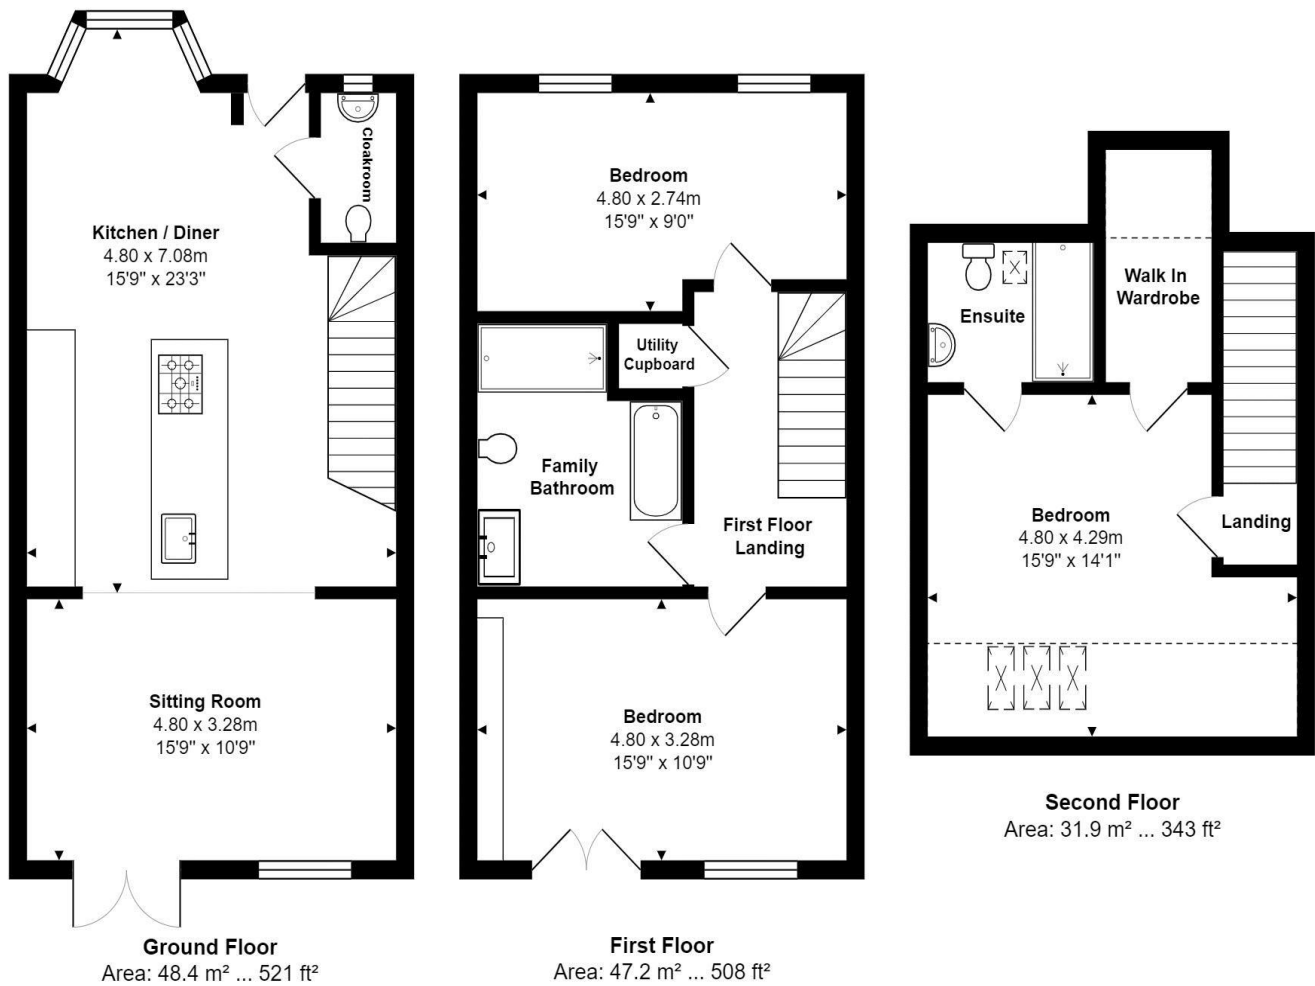 Kitchen / Diner
4.80 x 7.08m
15'9" x 23'3"
Cloakroom
Sitting Room
4.80 x 3.28m
15'9" x 10'9"
Ground Floor
Area: 48.4 m² ... 521 ft²
Bedroom
4.80 x 2.74m
15'9" x 9'0"
Utility
Cupboard
Family
Bathroom
First Floor
Landing
Bedroom
4.80 x 3.28m
15'9" x 10'9"
First Floor
Area: 47.2 m² ... 508 ft²
Walk In
Wardrobe
Ensuite
Bedroom
4.80 x 4.29m
15'9" x 14'1"
Landing
Second Floor
Area: 31.9 m² ... 343 ft²